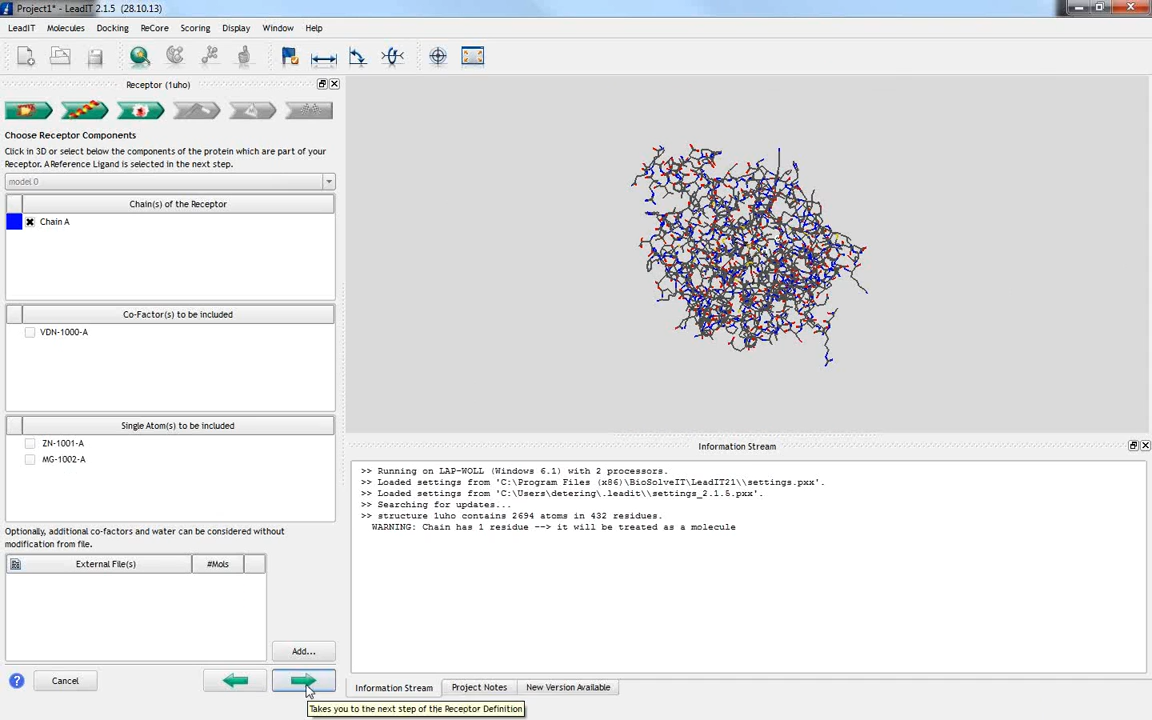 Project1* - LeadIT 2.1.5 (28.10.13)
LeadIT Molecules Docking ReCore Scoring Display Window Help
Receptor (1uho)
Choose Receptor Components
Click in 3D or select below the components of the protein which are part of your
Receptor. AReference Ligand is selected in the next step.
model 0
Chain(s) of the Receptor
Chain A
Co-Factor(s) to be included
VDN-1000-A
Single Atom(s) to be included
ZN-1001-A
MG-1002-A
Optionally, additional co-factors and water can be considered without
modification from file.
External File(s) #Mols
Add...
Cancel
Takes you to the next step of the Receptor Definition
Information Stream
>> Running on LAP-WOLL (Windows 6.1) with 2 processors.
>> Loaded settings from 'C:\Program Files (x86)\BioSolveIT\LeadIT21\\settings.pxx'.
>> Loaded settings from 'C:\Users\detering\.leadit\\settings_2.1.5.pxx'.
>> Searching for updates...
>> structure 1uho contains 2694 atoms in 432 residues.
WARNING: Chain has 1 residue --> it will be treated as a molecule
Information Stream Project Notes New Version Available